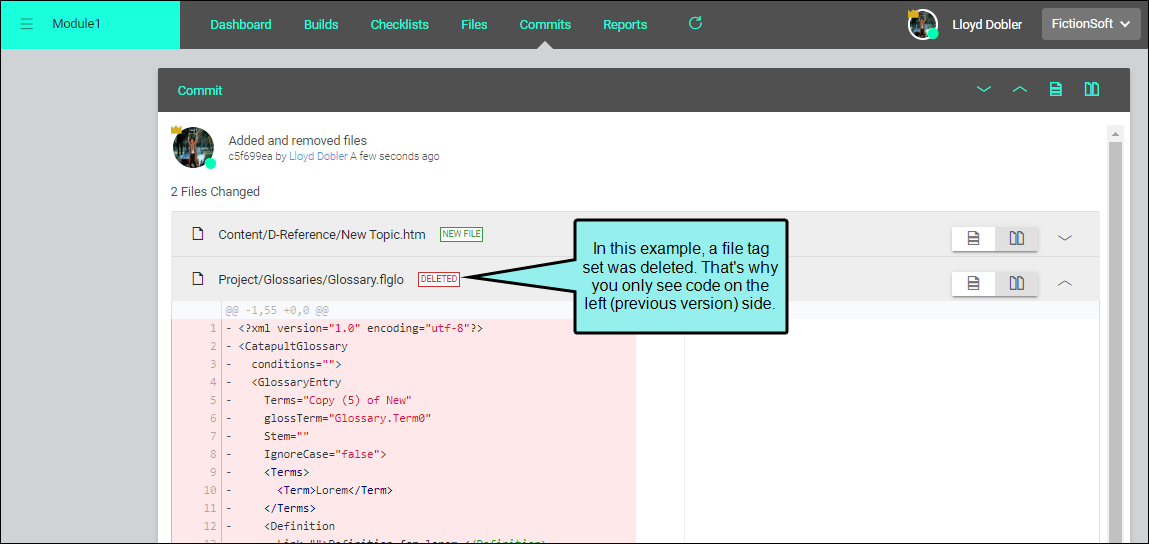 Module1
Dashboard
Builds
Checklists
Files
Commits
Reports
Lloyd Dobler
FictionSoft
Commit
Added and removed files
c5f699ea by Lloyd Dobler A few seconds ago
2 Files Changed
Content/D-Reference/New Topic.htm NEW FILE
Project/Glossaries/Glossary.flglo DELETED
In this example, a file tag
set was deleted. That's why
you only see code on the
left (previous version) side.
@@ -1,55 +0,0 @@
1 - <?xml version="1.0" encoding="utf-8"?>
2 - <CatapultGlossary
3 - conditions="">
4 - <GlossaryEntry
5 - Terms="Copy (5) of New"
6 - glossTerm="Glossary.Term0"
7 - Stem=""
8 - IgnoreCase="false">
9 - <Terms>
10 - <Term>Lorem</Term>
11 - </Terms>
12 - <Definition